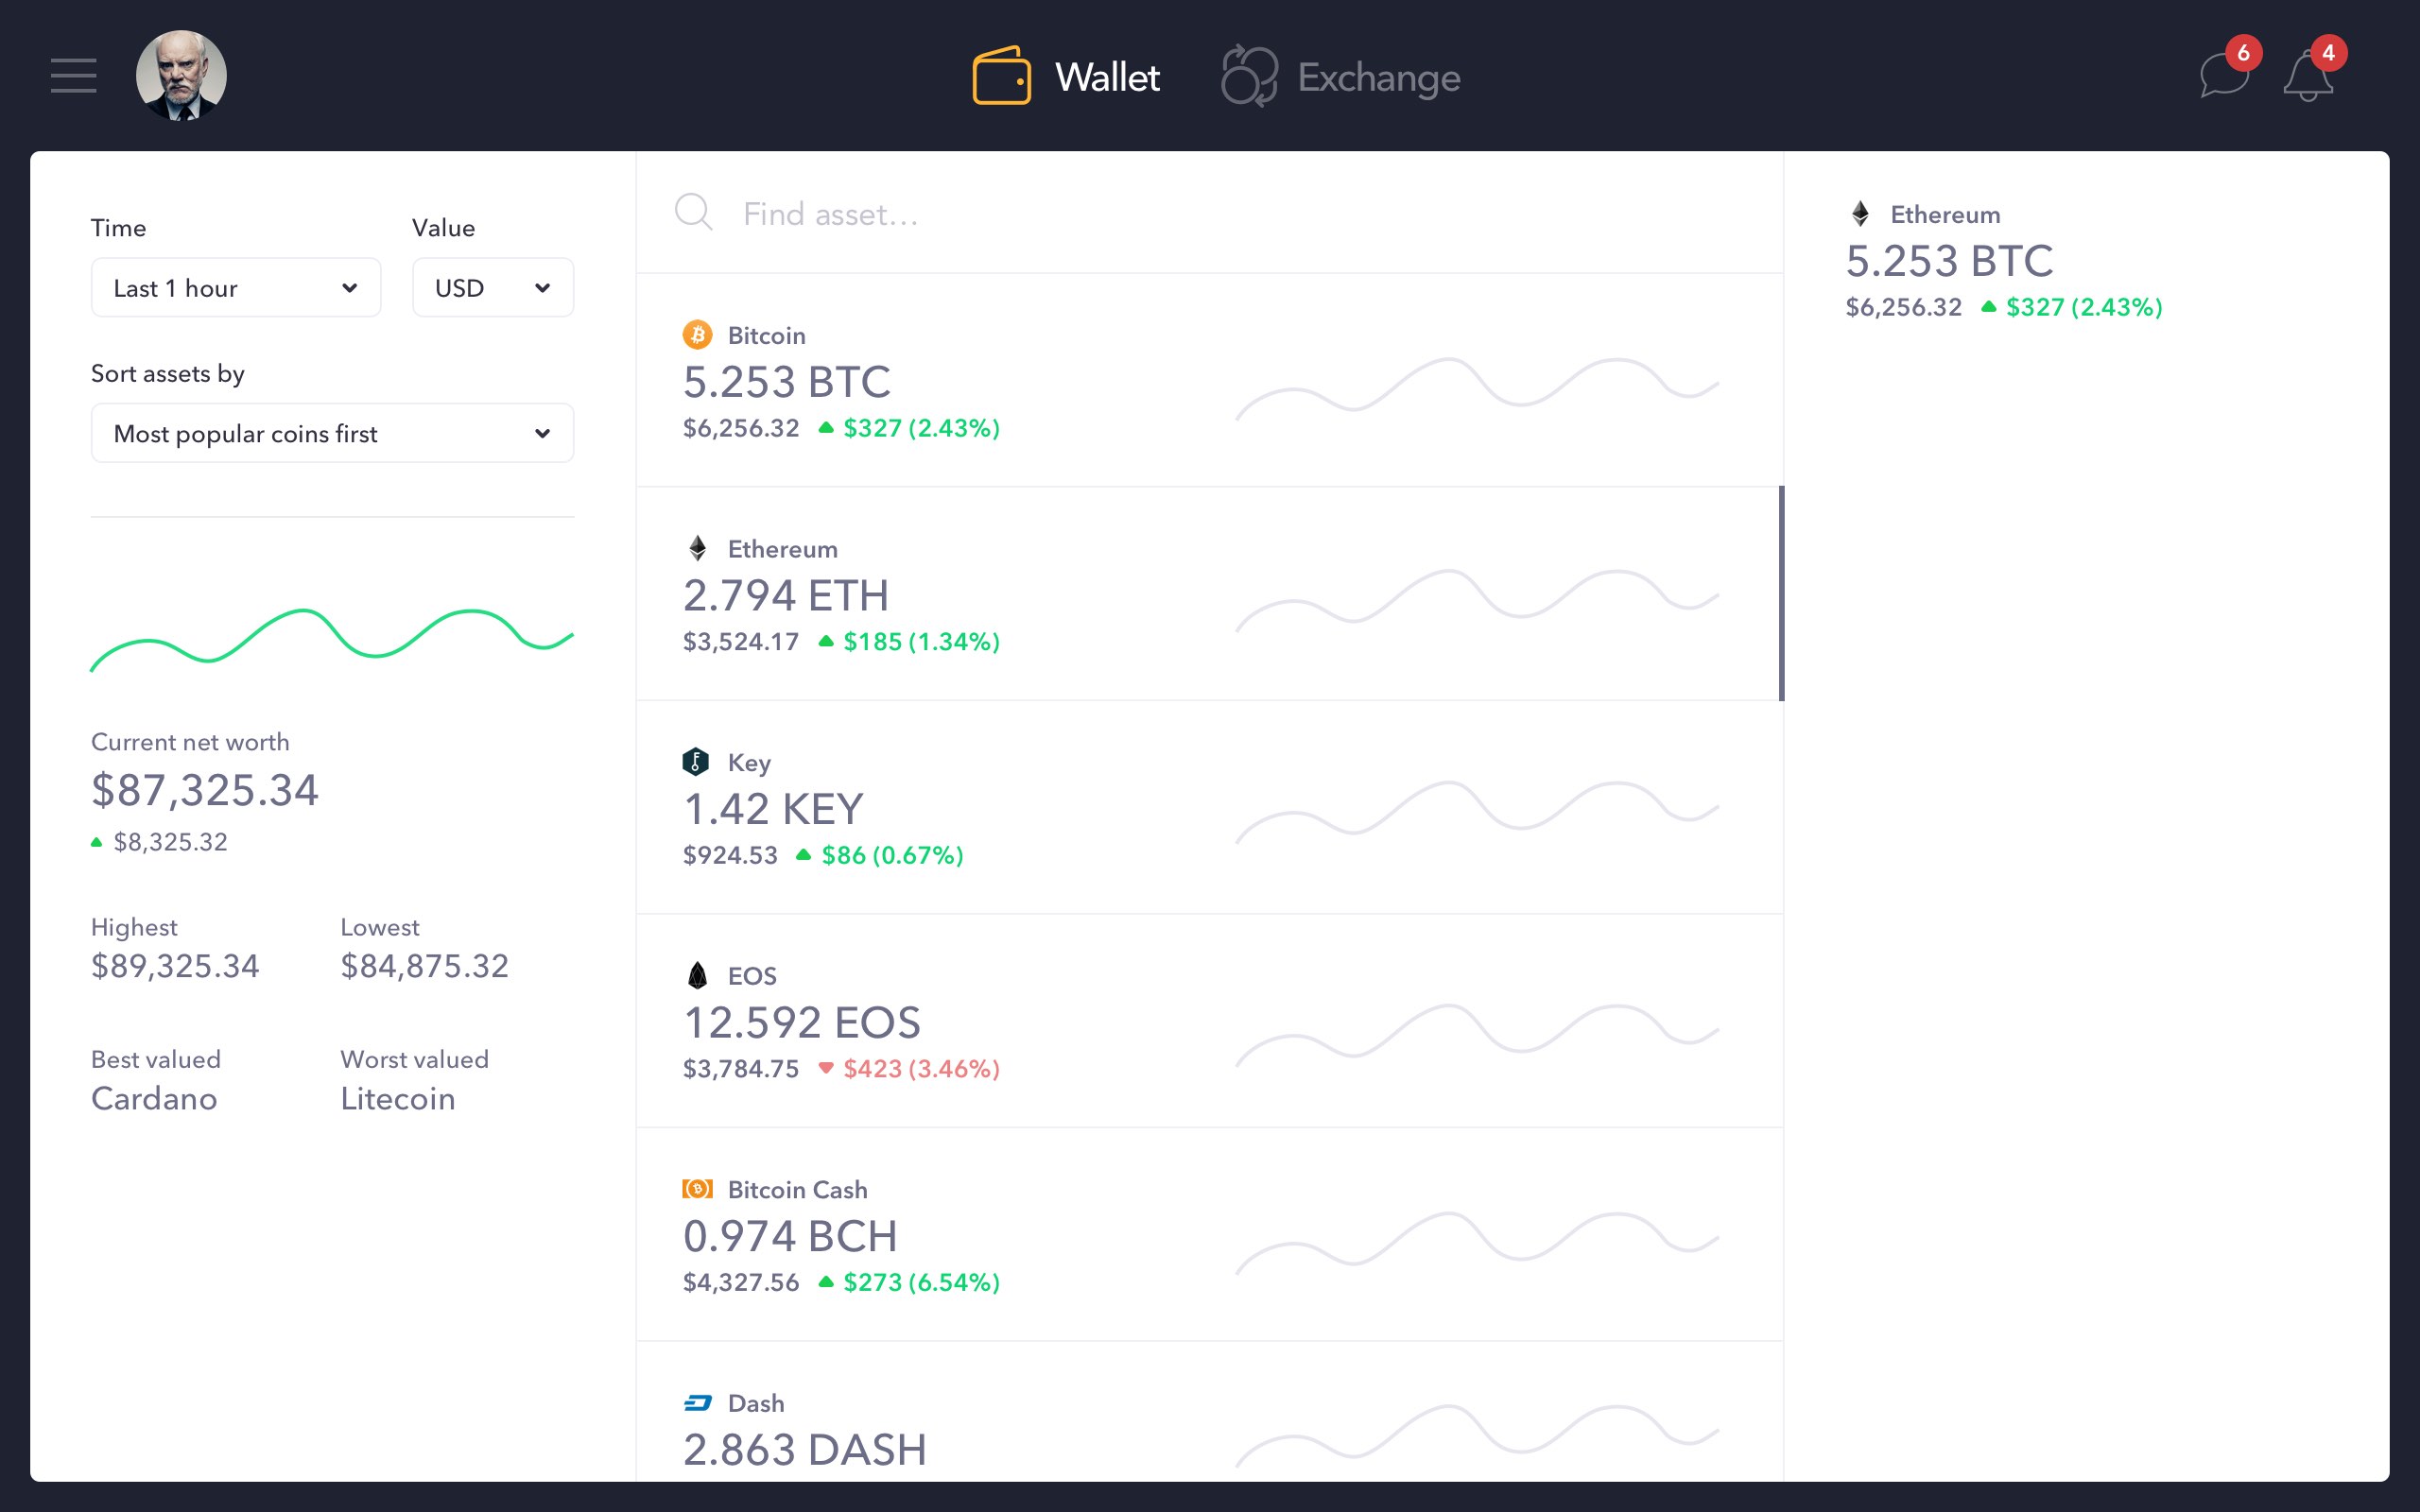 Wallet
Exchange
6
4
Time
Value
Last 1 hour
USD
Sort assets by
Most popular coins first
Current net worth
$87,325.34
$8,325.32
Highest
Lowest
$89,325.34
$84,875.32
Best valued
Worst valued
Cardano
Litecoin
Find asset...
Bitcoin
5.253 BTC
$6,256.32 $327 (2.43%)
Ethereum
2.794 ETH
$3,524.17 $185 (1.34%)
Key
1.42 KEY
$924.53 $86 (0.67%)
EOS
12.592 EOS
$3,784.75 $423 (3.46%)
Bitcoin Cash
0.974 BCH
$4,327.56 $273 (6.54%)
Dash
2.863 DASH
Ethereum
5.253 BTC
$6,256.32 $327 (2.43%)